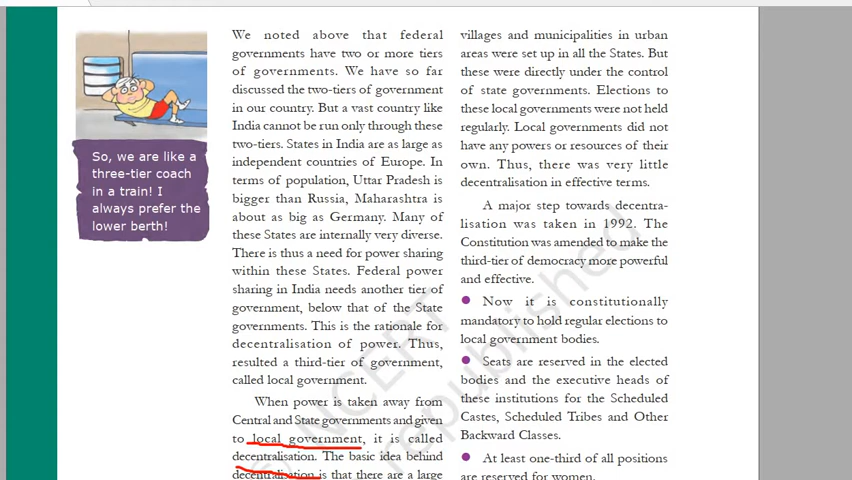 So, we are like a
three-tier coach
in a train! I
always prefer the
lower berth!
We noted above that federal
governments have two or more tiers
of governments. We have so far
discussed the two-tiers of government
in our country. But a vast country like
India cannot be run only through these
two-tiers. States in India are as large as
independent countries of Europe. In
terms of population, Uttar Pradesh is
bigger than Russia, Maharashtra is
about as big as Germany. Many of
these States are internally very diverse.
There is thus a need for power sharing
within these States. Federal power
sharing in India needs another tier of
government, below that of the State
governments. This is the rationale for
decentralisation of power. Thus,
resulted a third-tier of government,
called local government.
When power is taken away from
Central and State governments and given
to local government, it is called
decentralisation. The basic idea behind
decentralisation is that there are a large
villages and municipalities in urban
areas were set up in all the States. But
these were directly under the control
of state governments. Elections to
these local governments were not held
regularly. Local governments did not
have any powers or resources of their
own. Thus, there was very little
decentralisation in effective terms.
A major step towards decentra-
lisation was taken in 1992. The
Constitution was amended to make the
third-tier of democracy more powerful
and effective.
● Now it is constitutionally
mandatory to hold regular elections to
local government bodies.
● Seats are reserved in the elected
bodies and the executive heads of
these institutions for the Scheduled
Castes, Scheduled Tribes and Other
Backward Classes.
● At least one-third of all positions
are reserved for women.
NCERT
republished